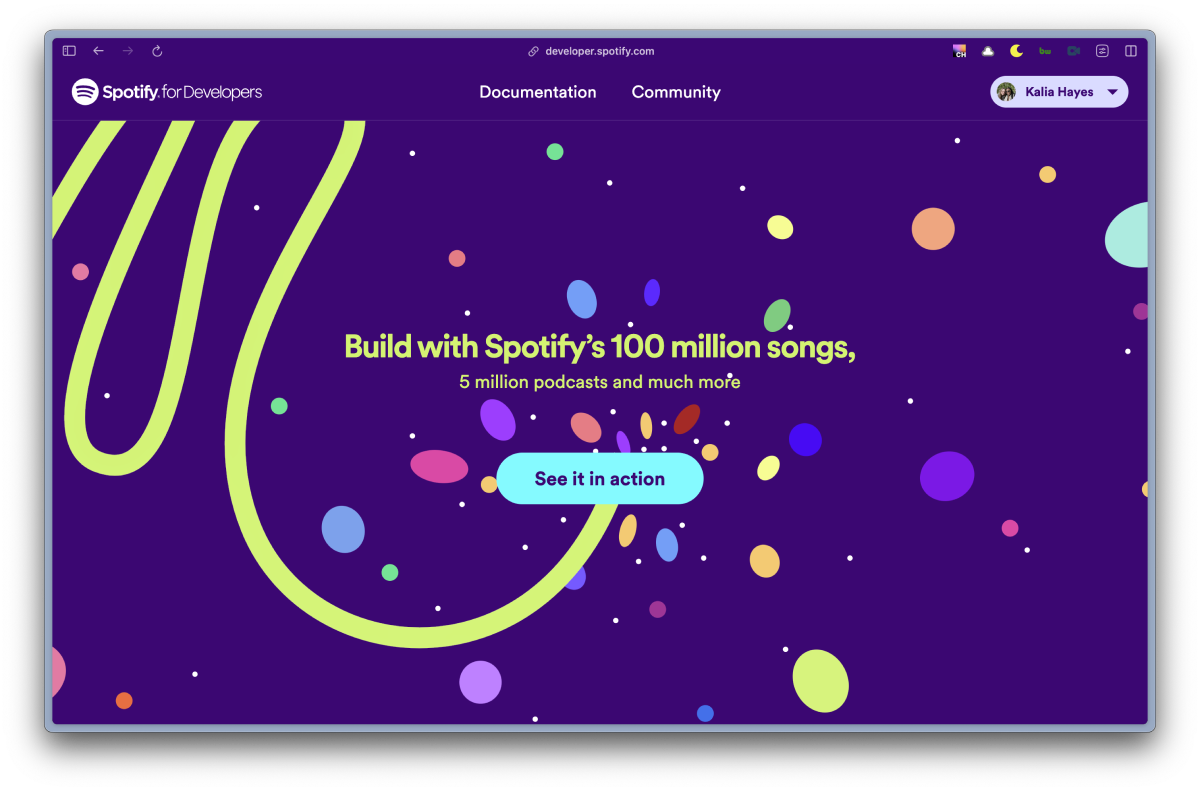 developer.spotify.com
CH
bw
Spotify for Developers
Documentation
Community
Kalia Hayes
Build with Spotify’s 100 million songs,
5 million podcasts and much more
See it in action